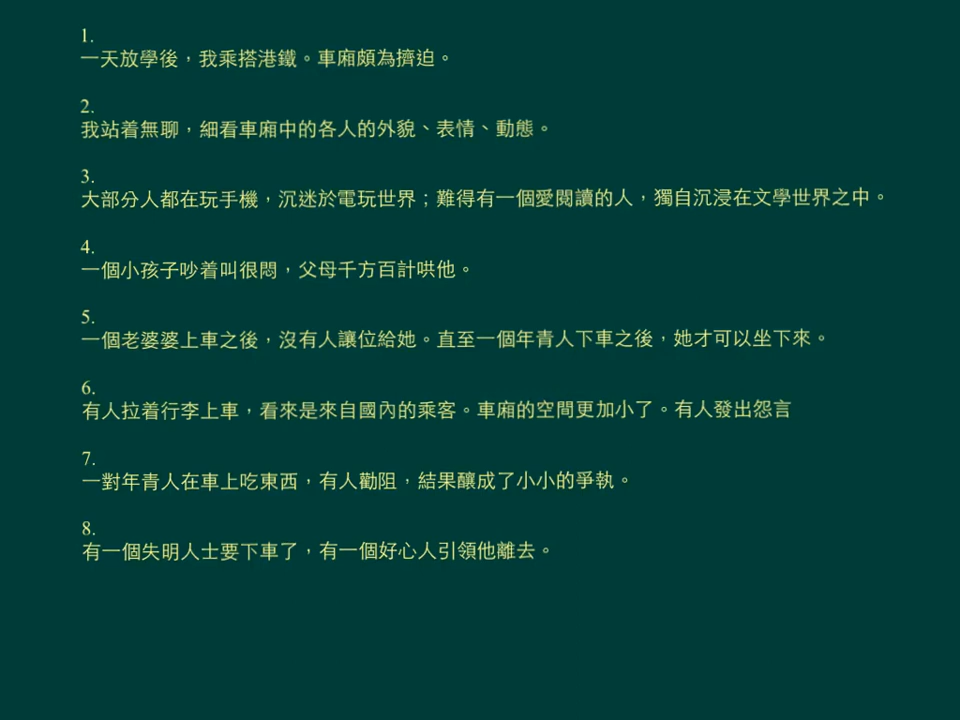 1.
一天放學後，我乘搭港鐵。車廂頗為擠迫。
2.
我站着無聊，細看車廂中的各人的外貌、表情、動態。
3.
大部分人都在玩手機，沉迷於電玩世界；難得有一個愛閱讀的人，獨自沉浸在文學世界之中。
4.
一個小孩子吵着叫很悶，父母千方百計哄他。
5.
一個老婆婆上車之後，沒有人讓位給她。直至一個年青人下車之後，她才可以坐下來。
6.
有人拉着行李上車，看來是來自國內的乘客。車廂的空間更加小了。有人發出怨言
7.
一對年青人在車上吃東西，有人勸阻，結果釀成了小小的爭執。
8.
有一個失明人士要下車了，有一個好心人引領他離去。